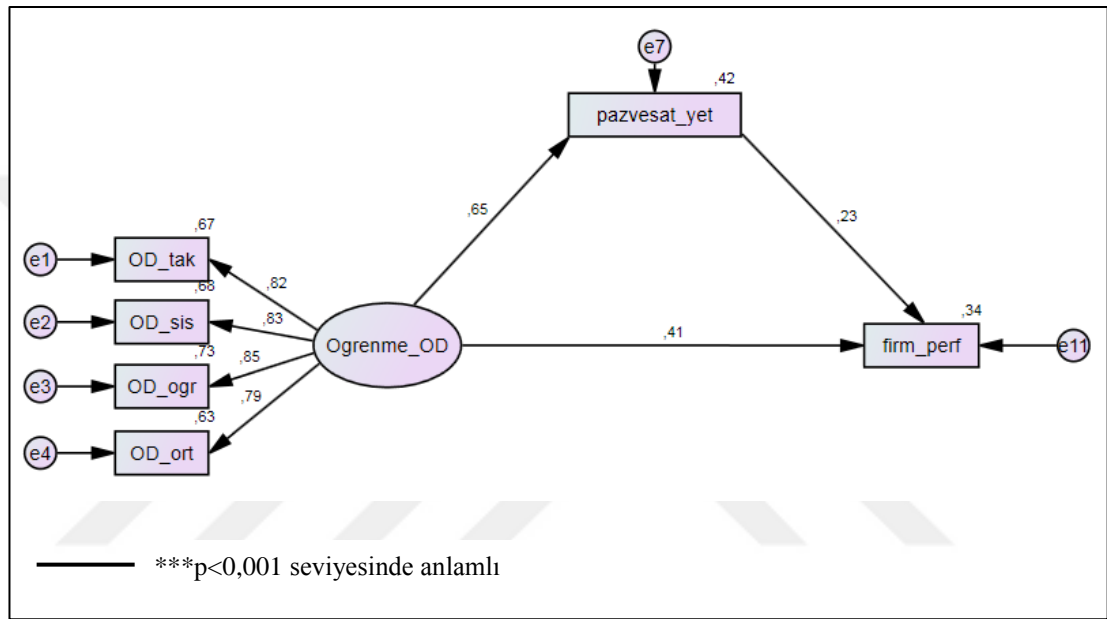 e7
,42
pazvesat_yet
,65
,23
,67
e1
OD_tak
,82
,68
e2
OD_sis
,83
,34
Ogrenme_OD
,41
firm_perf
e11
,73
e3
OD_ogr
,85
,79
,63
e4
OD_ort
***p<0,001 seviyesinde anlamlı